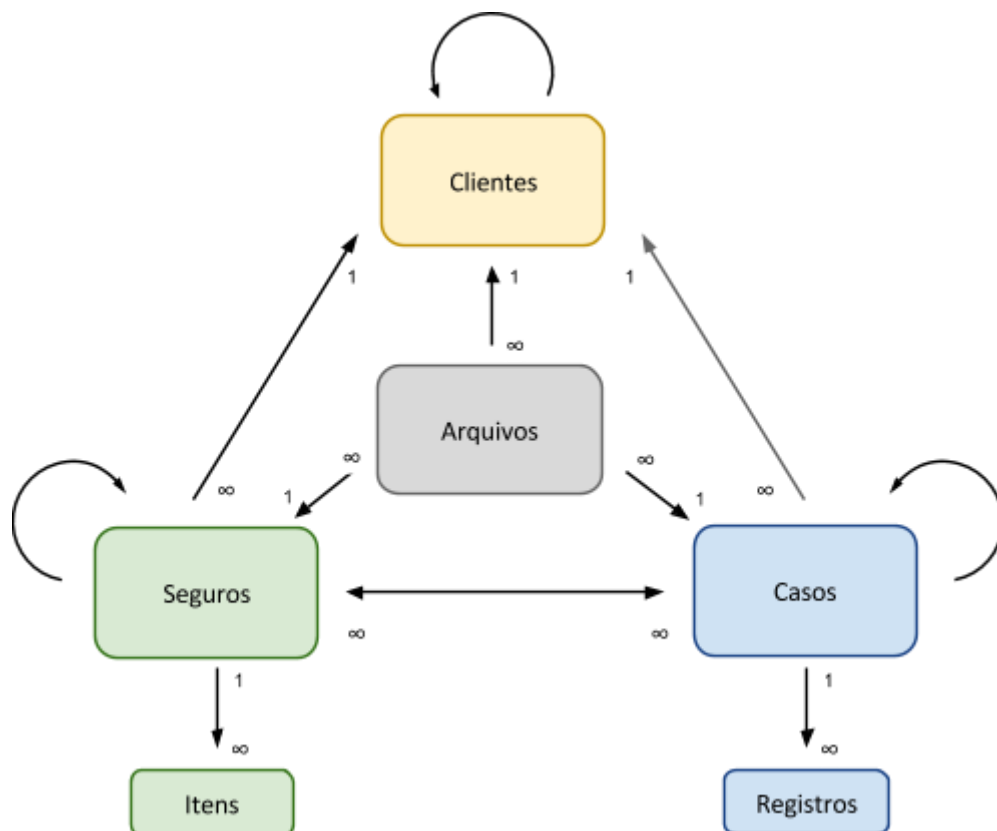 Clientes
1
1
1
∞
Arquivos
∞
∞
∞
1
1
∞
Seguros
Casos
∞
∞
1
1
∞
∞
Itens
Registros